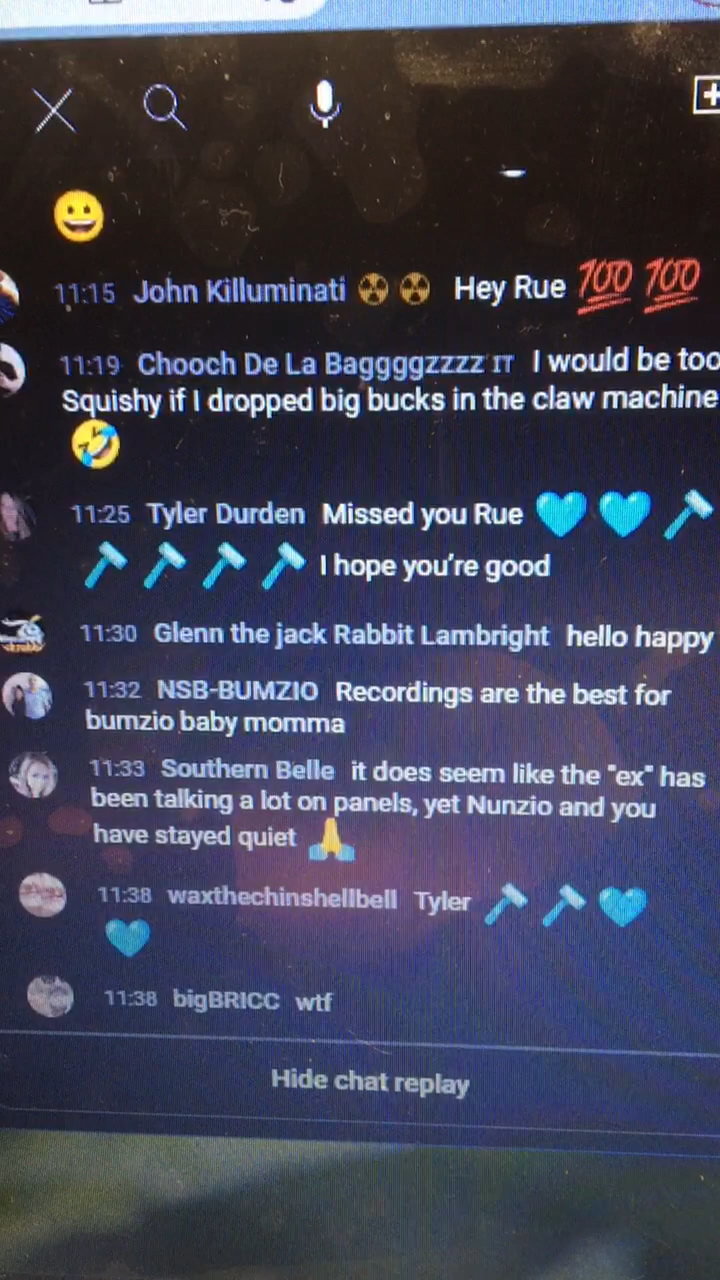 😀
11:15 John Killuminati ☢️ ☢️ Hey Rue 💯 💯
11:19 Chooch De La Baggggzzzz IT I would be too
Squishy if I dropped big bucks in the claw machine
🤣
11:25 Tyler Durden Missed you Rue 🩵 🩵 🪒
🪒 🪒 🪒 🪒 I hope you’re good
11:30 Glenn the jack Rabbit Lambright hello happy
11:32 NSB-BUMZIO Recordings are the best for
bumzio baby momma
11:33 Southern Belle it does seem like the "ex" has
been talking a lot on panels, yet Nunzio and you
have stayed quiet 🙏
11:38 waxthechinshellbell Tyler 🪒 🪒 🩵
🩵
11:38 bigBRICC wtf
Hide chat replay